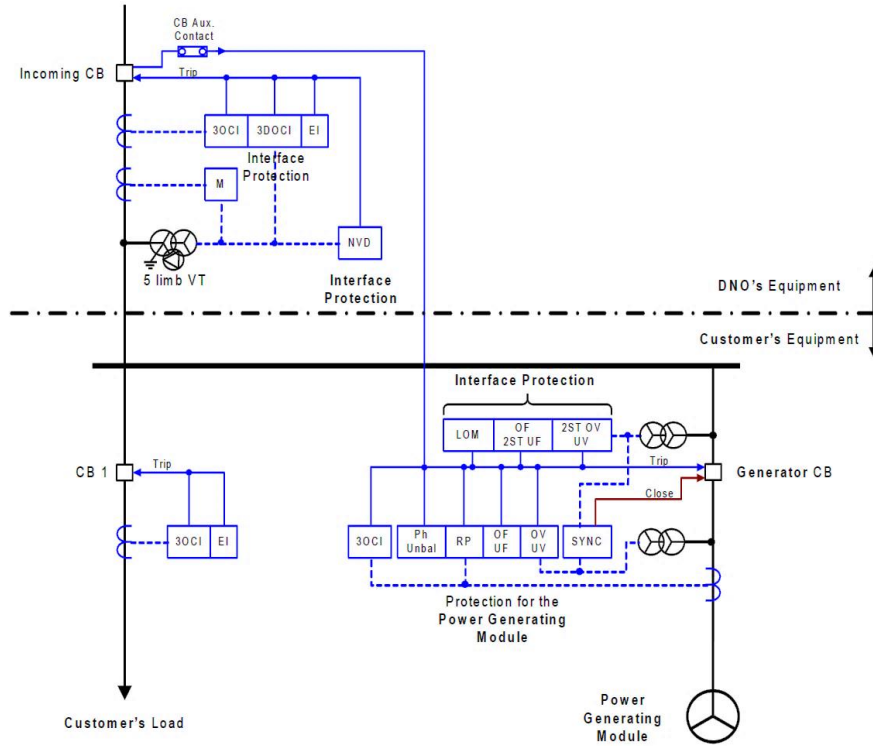 CB Aux.
Contact
Incoming CB
Trip
3OCI
3DOCI
EI
Interface
Protection
M
NVD
5 limb VT
Interface
Protection
DNO's Equipment
Customer's Equipment
Interface Protection
LOM
OF
2ST UF
2ST OV
UV
CB 1
Trip
Trip
Generator CB
Close
3OCI
EI
3OCI
Ph
Unbal
RP
OF
UF
OV
UV
SYNC
Protection for the
Power Generating
Module
Customer's Load
Power
Generating
Module